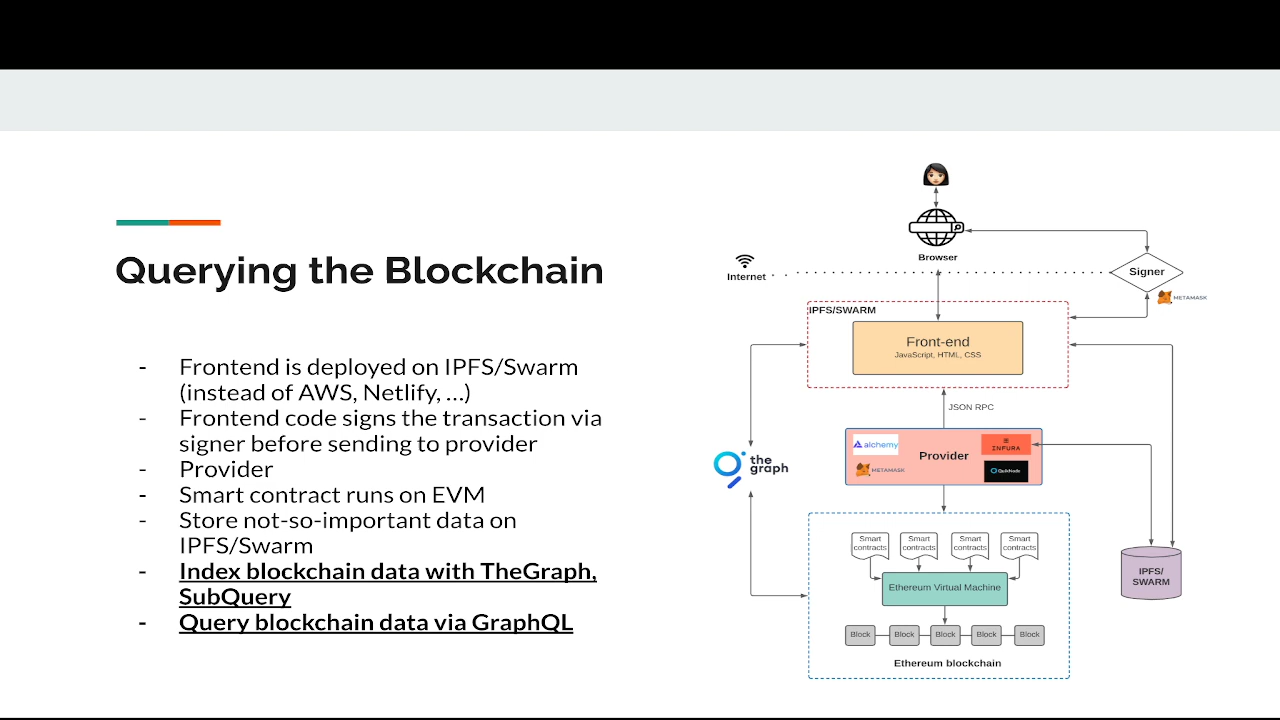 Querying the Blockchain
- Frontend is deployed on IPFS/Swarm
(instead of AWS, Netlify, ...)
- Frontend code signs the transaction via
signer before sending to provider
- Provider
- Smart contract runs on EVM
- Store not-so-important data on
IPFS/Swarm
- Index blockchain data with TheGraph,
SubQuery
- Query blockchain data via GraphQL
Browser
Internet
Signer
METAMASK
IPFS/SWARM
Front-end
JavaScript, HTML, CSS
JSON RPC
alchemy
Provider
INFURA
METAMASK
QuikNode
the
graph
Smart
contracts
Smart
contracts
Smart
contracts
Smart
contracts
Ethereum Virtual Machine
IPFS/
SWARM
Block
Block
Block
Block
Block
Ethereum blockchain